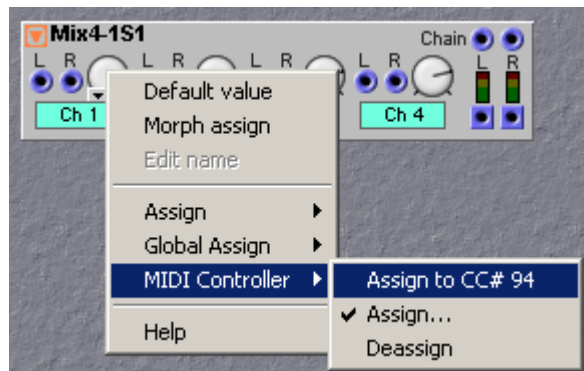 Mix4-1S1
Chain
L R L R L R L R L R
Ch 1
Ch 4
Default value
Morph assign
Edit name
Assign
Global Assign
MIDI Controller
Help
Assign to CC# 94
Assign...
Deassign